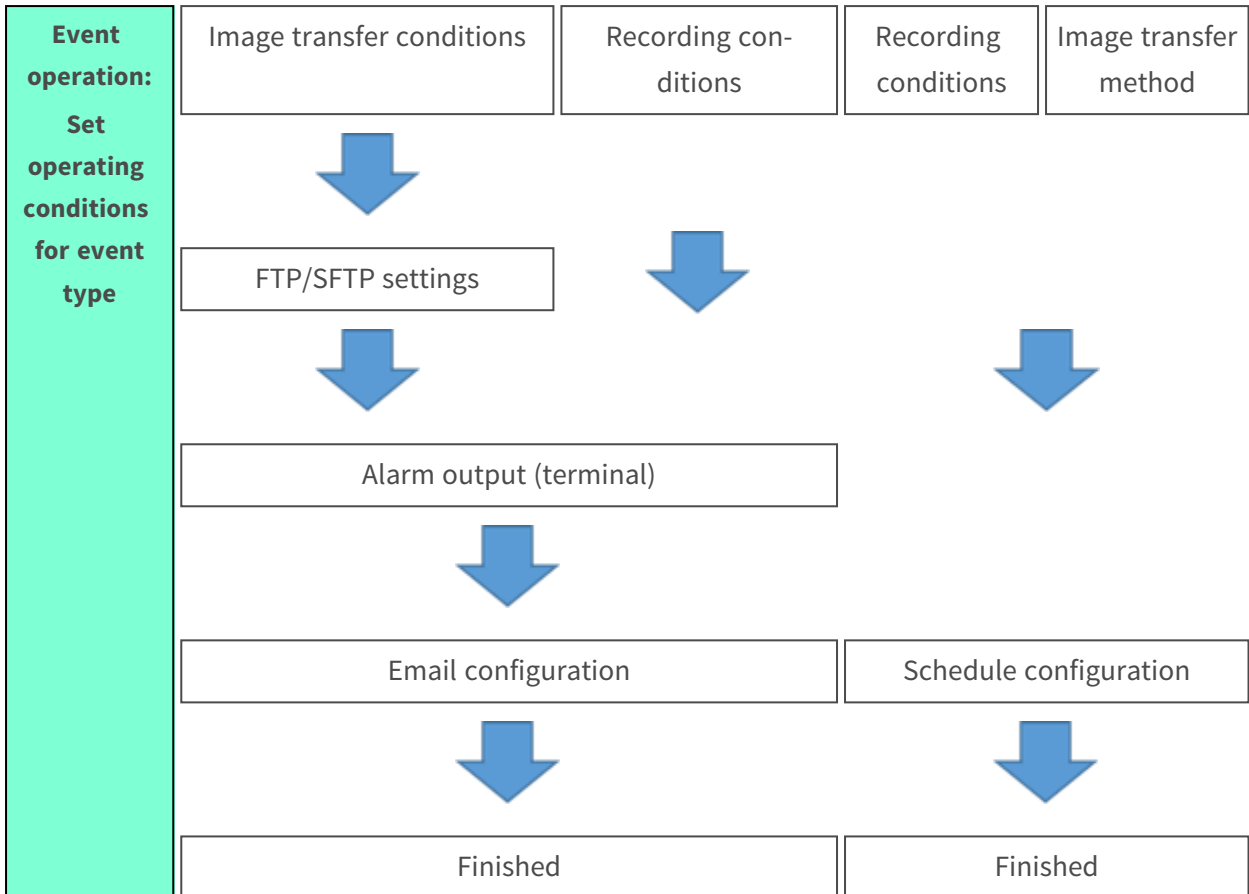 Event
operation:
Set
operating
conditions
for event
type
Image transfer conditions
Recording con-
ditions
Recording
conditions
Image transfer
method
FTP/SFTP settings
Alarm output (terminal)
Email configuration
Schedule configuration
Finished
Finished